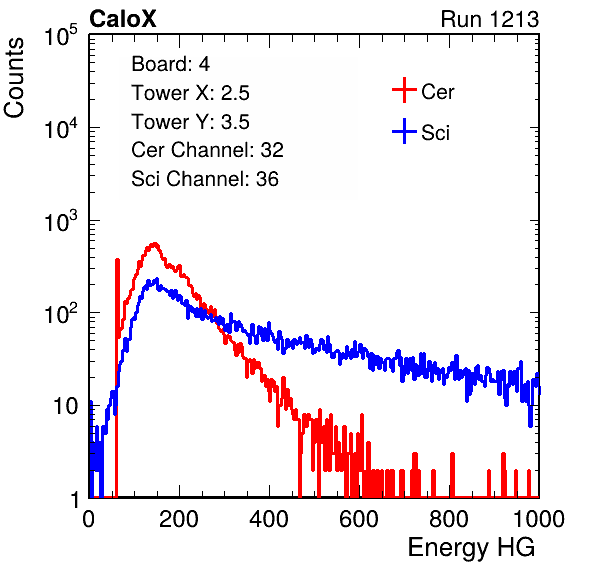 CaloX Run 1213
Counts
Board: 4
Tower X: 2.5
Tower Y: 3.5
Cer Channel: 32
Sci Channel: 36
Cer
Sci
10^5
10^4
10^3
10^2
10
1
0 200 400 600 800 1000
Energy HG